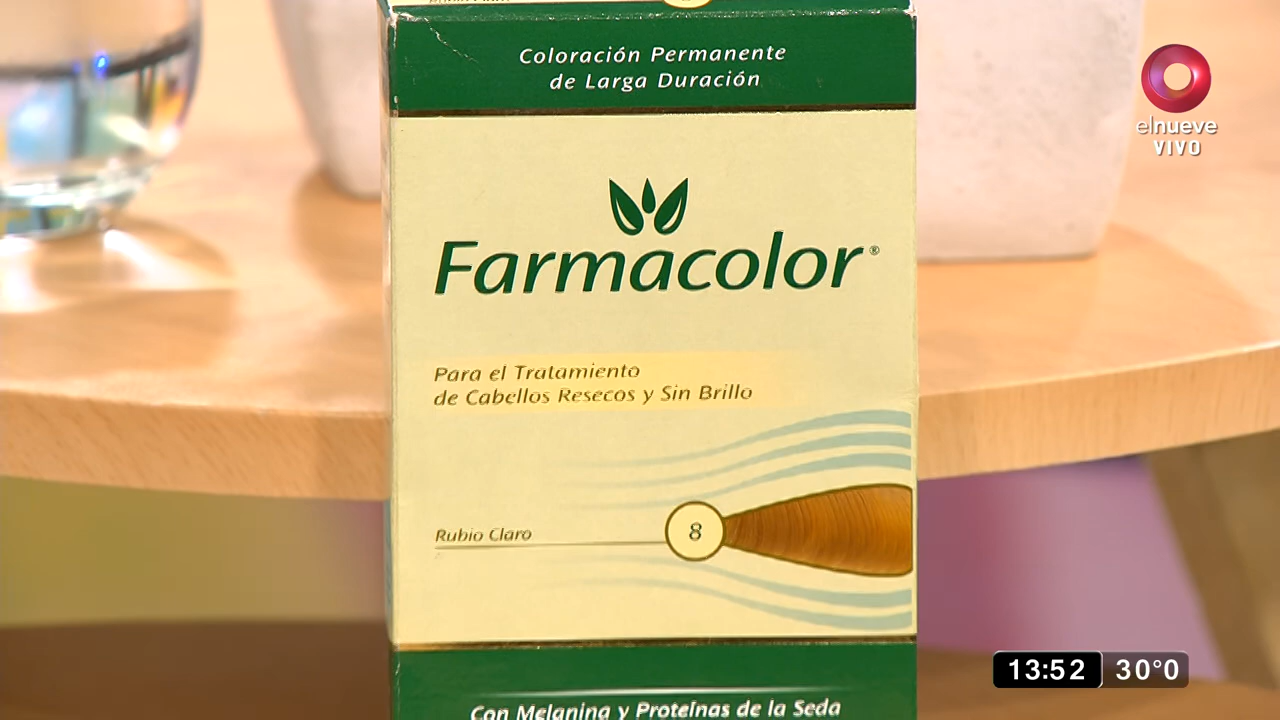 Coloración Permanente
de Larga Duración
elnueve
VIVO
Farmacolor®
Para el Tratamiento
de Cabellos Resecos y Sin Brillo
Rubio Claro
8
13:52 30°0
Con Melanina y Proteínas de la Seda